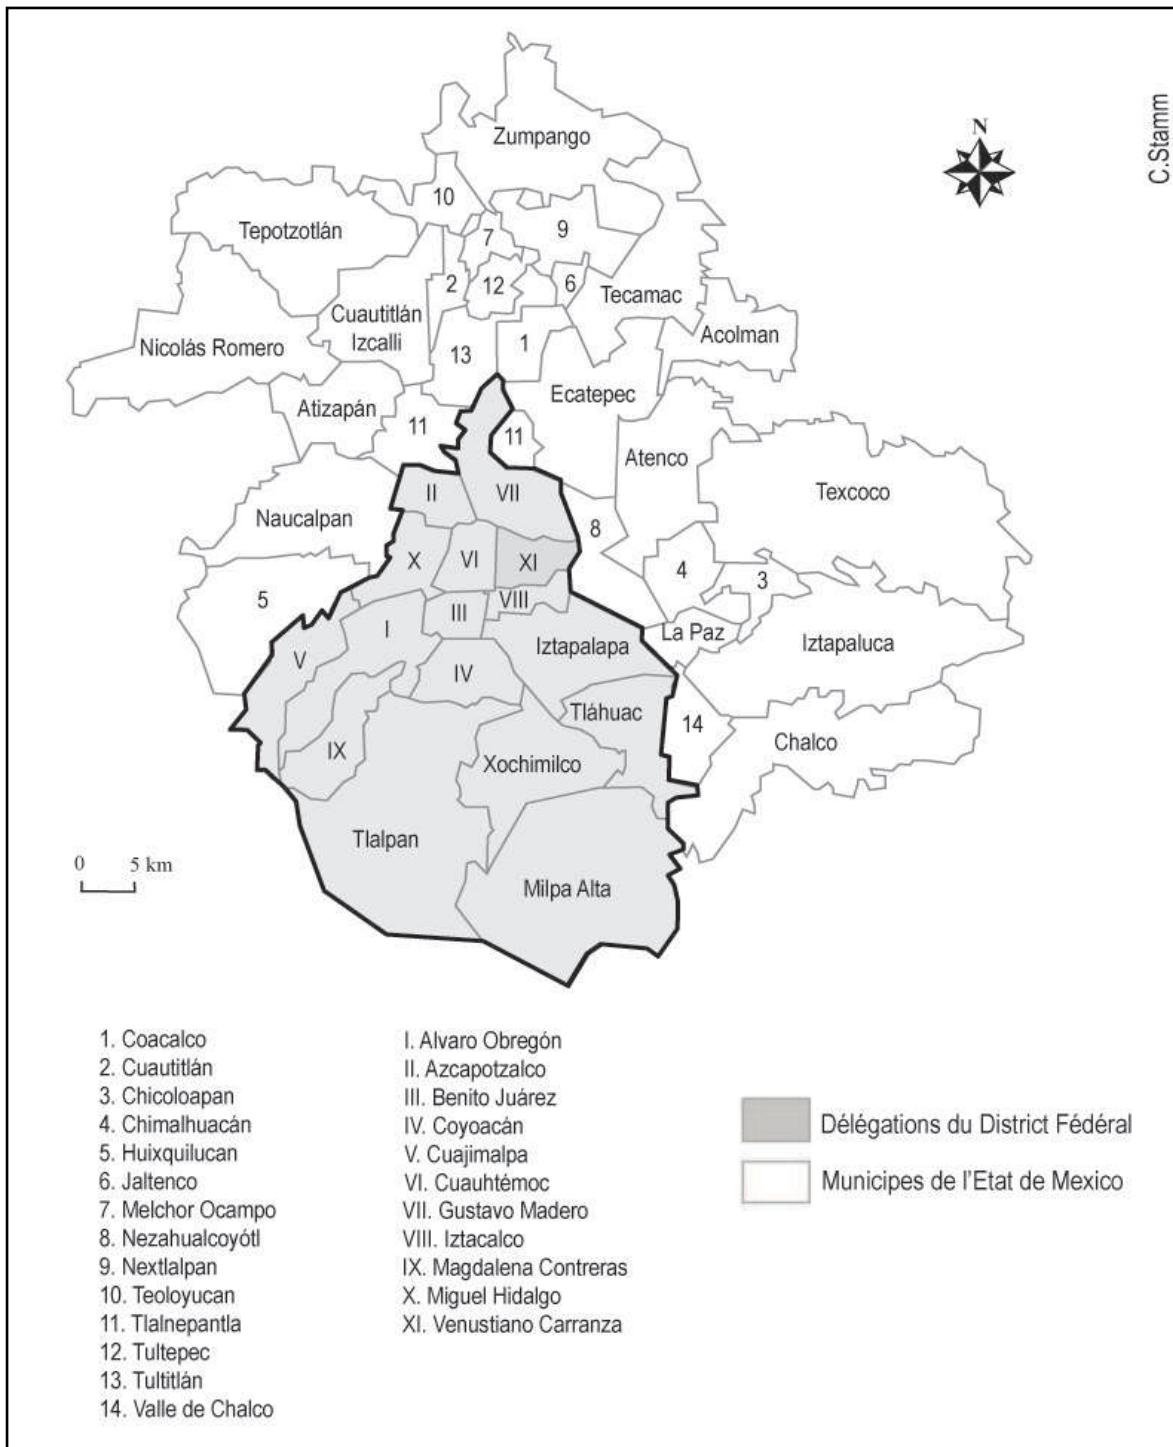 C.Stamm
N
Zumpango
10
Tepotzotlán
7
9
2
12
6
Tecamac
Cuautitlán
Izcalli
Acolman
Nicolás Romero
13
1
Ecatepec
Atizapán
11
11
Atenco
Texcoco
II
VII
Naucalpan
8
X
VI
XI
4
3
5
VIII
III
I
La Paz
Iztapalapa
Iztapaluca
V
IV
Tláhuac
14
Chalco
IX
Xochimilco
Tlalpan
0 5 km
Milpa Alta
1. Coacalco
2. Cuautitlán
3. Chicoloapan
4. Chimalhuacán
5. Huixquilucan
6. Jaltenco
7. Melchor Ocampo
8. Nezahualcoyótl
9. Nextlalpan
10. Teoloyucan
11. Tlalnepantla
12. Tultepec
13. Tultitlán
14. Valle de Chalco
I. Alvaro Obregón
II. Azcapotzalco
III. Benito Juárez
IV. Coyoacán
V. Cuajimalpa
VI. Cuauhtémoc
VII. Gustavo Madero
VIII. Iztacalco
IX. Magdalena Contreras
X. Miguel Hidalgo
XI. Venustiano Carranza
Délégations du District Fédéral
Municipes de l'Etat de Mexico